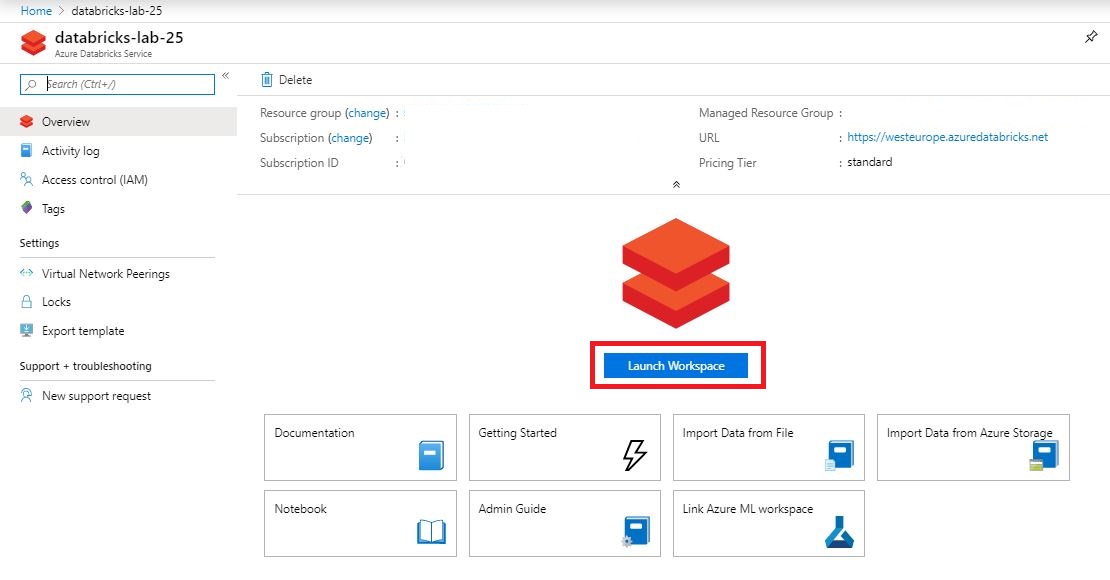 Home > databricks-lab-25
databricks-lab-25
Azure Databricks Service
Search (Ctrl+/)
«
Overview
Activity log
Access control (IAM)
Tags
Settings
Virtual Network Peerings
Locks
Export template
Support + troubleshooting
New support request
Delete
Resource group (change) :
Subscription (change) :
Subscription ID :
Managed Resource Group :
URL : https://westeurope.azuredatabricks.net
Pricing Tier : standard
Launch Workspace
Documentation
Getting Started
Import Data from File
Import Data from Azure Storage
Notebook
Admin Guide
Link Azure ML workspace